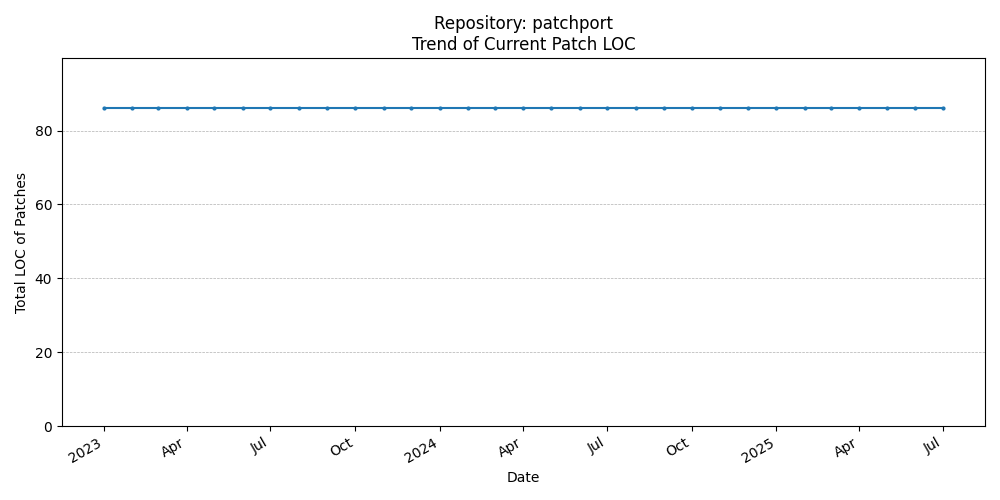 Repository: patchport
Trend of Current Patch LOC
Total LOC of Patches
80
60
40
20
0
2023
Apr
Jul
Oct
2024
Apr
Jul
Oct
2025
Apr
Jul
Date